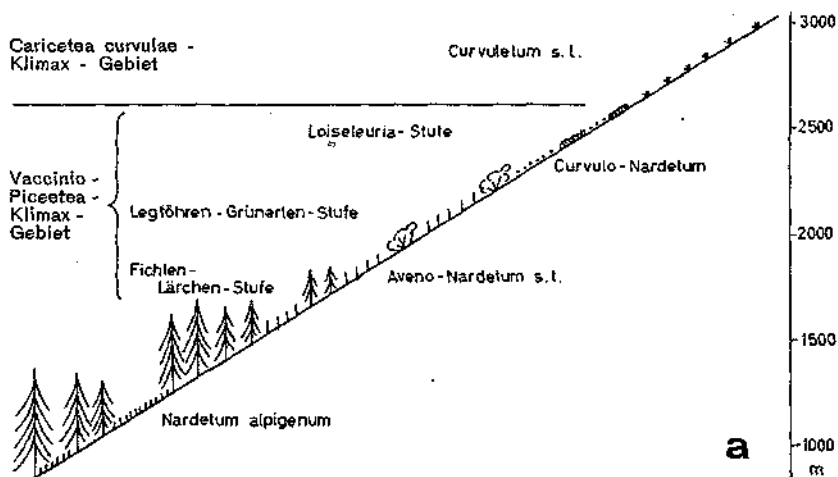 Caricetea curvulae -
Klimax - Gebiet
Curvuletum s.l.
3000
Loiseleuria - Stufe
2500
Curvulo - Nardetum
Vaccinio -
Piceetea -
Klimax -
Gebiet
Legföhren - Grünerlen - Stufe
2000
Fichten -
Lärchen - Stufe
Aveno - Nardetum s.l.
1500
Nardetum alpigenum
a
1000
m